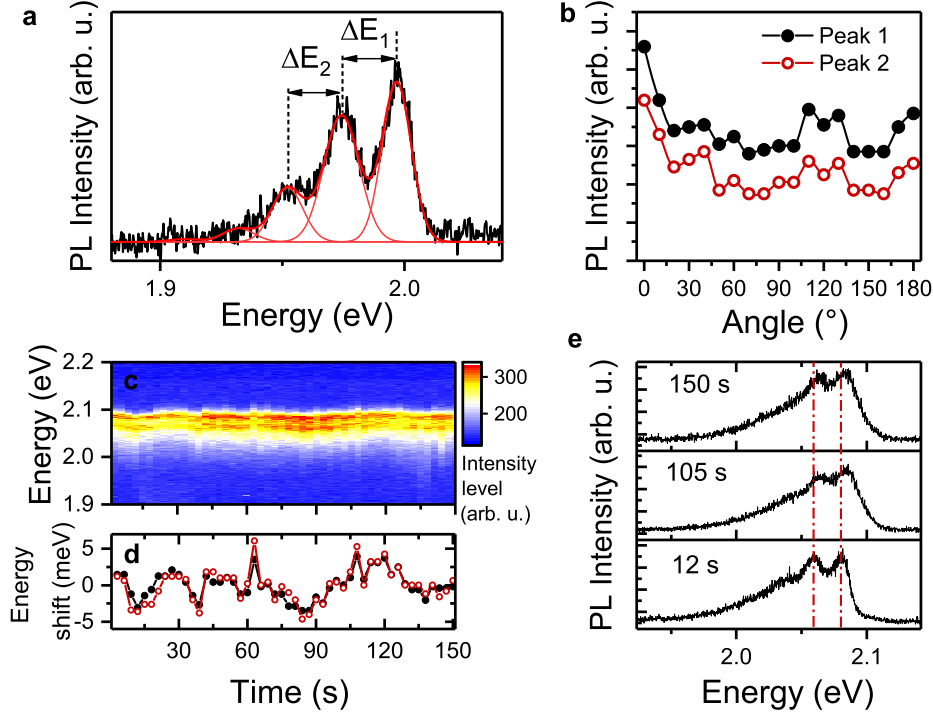 a
PL Intensity (arb. u.)
ΔE2
ΔE1
1.9
2.0
Energy (eV)
b
PL Intensity (arb. u.)
Peak 1
Peak 2
0
30
60
90
120
150
180
Angle (°)
c
Energy (eV)
2.2
2.1
2.0
1.9
300
200
Intensity
level
(arb. u.)
d
Energy
shift (meV)
5
0
-5
30
60
90
120
150
Time (s)
e
PL Intensity (arb. u.)
150 s
105 s
12 s
2.0
2.1
Energy (eV)